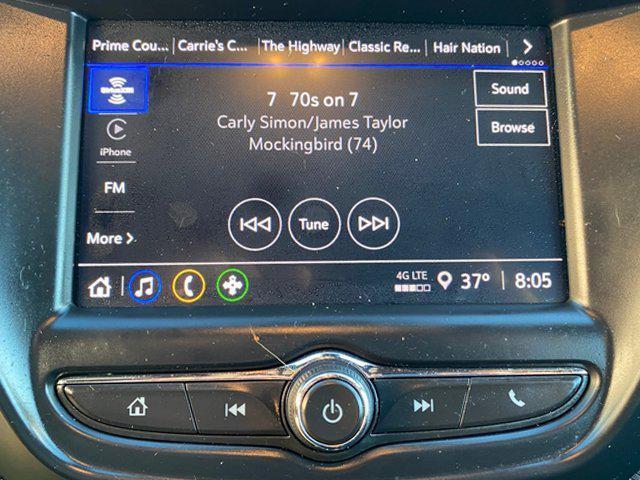 Prime Cou... Carrie's C... The Highway Classic Re... Hair Nation
SiriusXM
7 70s on 7
Carly Simon/James Taylor
Mockingbird (74)
Sound
Browse
iPhone
FM
More
Tune
4G LTE 37° 8:05